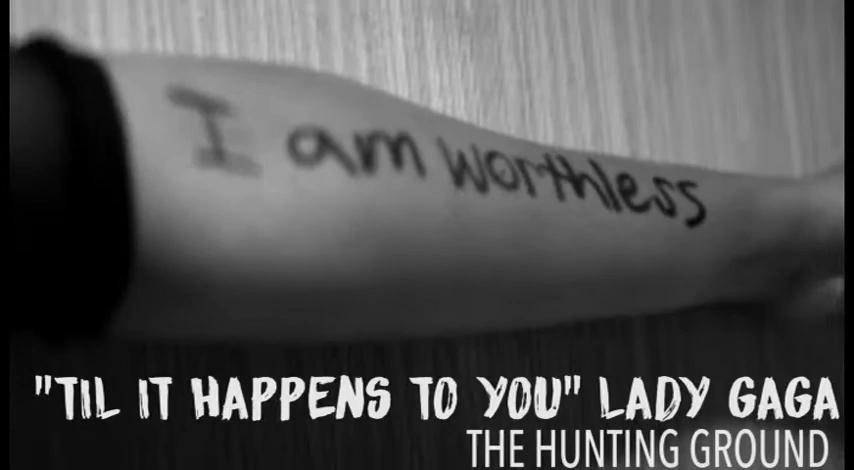 I am worthless
"TIL IT HAPPENS TO YOU" LADY GAGA
THE HUNTING GROUND